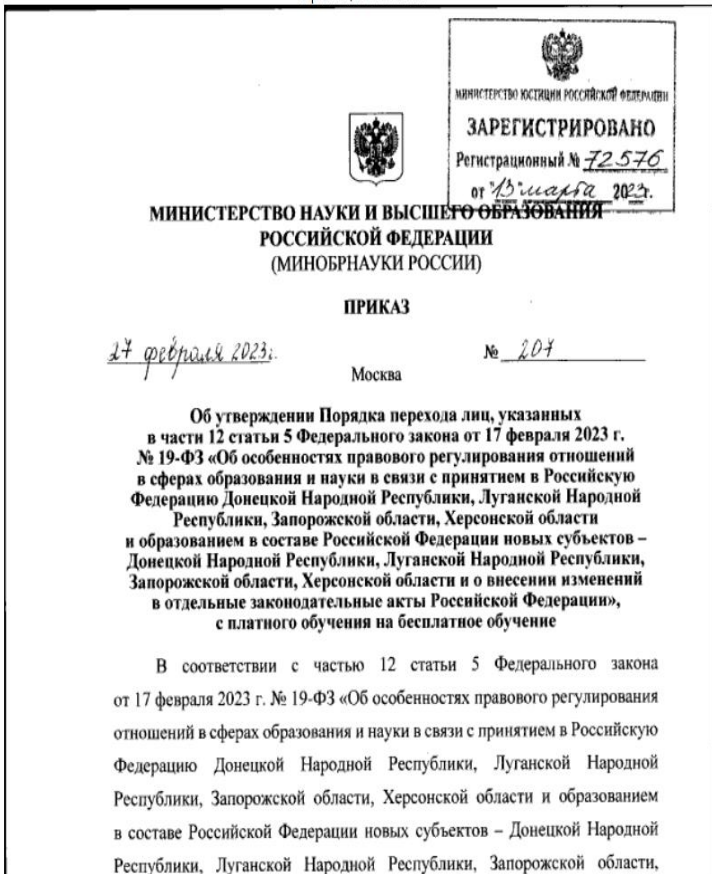 МИНИСТЕРСТВО ЮСТИЦИИ РОССИЙСКОЙ ФЕДЕРАЦИИ
ЗАРЕГИСТРИРОВАНО
Регистрационный № 72576
от "13" марта 2023г.
МИНИСТЕРСТВО НАУКИ И ВЫСШЕГО ОБРАЗОВАНИЯ
РОССИЙСКОЙ ФЕДЕРАЦИИ
(МИНОБРНАУКИ РОССИИ)
ПРИКАЗ
27 февраля 2023г.
№ 207
Москва
Об утверждении Порядка перехода лиц, указанных
в части 12 статьи 5 Федерального закона от 17 февраля 2023 г.
№ 19-ФЗ «Об особенностях правового регулирования отношений
в сферах образования и науки в связи с принятием в Российскую
Федерацию Донецкой Народной Республики, Луганской Народной
Республики, Запорожской области, Херсонской области
и образованием в составе Российской Федерации новых субъектов –
Донецкой Народной Республики, Луганской Народной Республики,
Запорожской области, Херсонской области и о внесении изменений
в отдельные законодательные акты Российской Федерации»,
с платного обучения на бесплатное обучение
В соответствии с частью 12 статьи 5 Федерального закона
от 17 февраля 2023 г. № 19-ФЗ «Об особенностях правового регулирования
отношений в сферах образования и науки в связи с принятием в Российскую
Федерацию Донецкой Народной Республики, Луганской Народной
Республики, Запорожской области, Херсонской области и образованием
в составе Российской Федерации новых субъектов – Донецкой Народной
Республики, Луганской Народной Республики, Запорожской области,